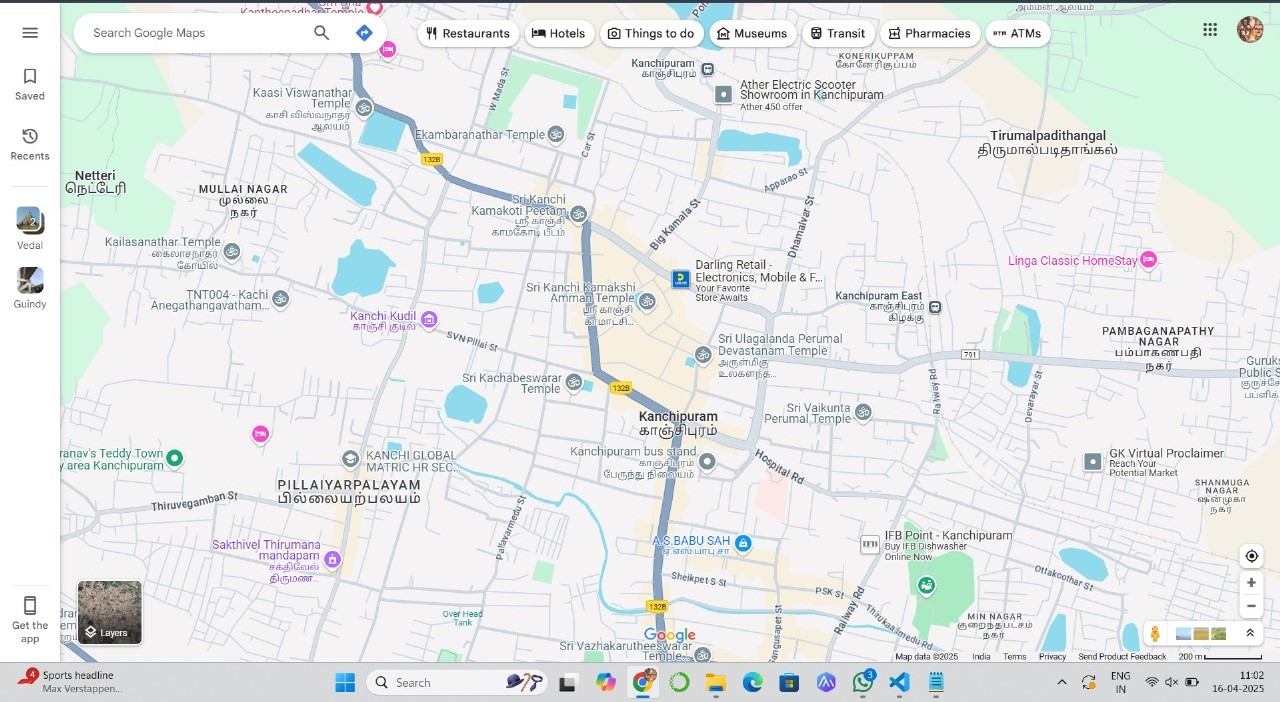 Search Google Maps
Restaurants
Hotels
Things to do
Museums
Transit
Pharmacies
ATMs
Saved
Recents
2
Vedal
Guindy
Get the
app
Layers
Kanchipuram
காஞ்சிபுரம்
KONERIKUPPAM
கோனேரிகுப்பம்
Ather Electric Scooter
Showroom in Kanchipuram
Ather 450 offer
Kaasi Viswanathar
Temple
காசி விஸ்வநாதர்
ஆலயம்
W Mada St
Ekambaranathar Temple
Car St
132B
Tirumalpadithangal
திருமால்படிதாங்கல்
Netteri
நெட்டேரி
MULLAI NAGAR
முல்லை
நகர்
Apparao St
Sri Kanchi
Kamakoti Peetam
ஸ்ரீ காஞ்சி
காமகோடி பீடம்
Big Kamala St
Dhamalvar St
Kailasanathar Temple
கைலாசநாதர்
கோயில்
Linga Classic HomeStay
Darling Retail -
Electronics, Mobile & F...
Your Favorite
Store Awaits
TNT004 - Kachi
Anegathangavatham...
Sri Kanchi Kamakshi
Amman Temple
ஸ்ரீ காஞ்சி
காமாட்சி...
Kanchipuram East
காஞ்சிபுரம்
கிழக்கு
Kanchi Kudil
காஞ்சி குடில்
SVN Pillai St
Sri Ulagalanda Perumal
Devastanam Temple
அருள்மிகு
உலகளந்த...
791
PAMBAGANAPATHY
NAGAR
பம்பாகணபதி
நகர்
Guruks
Public S
Sri Kachabeswarar
Temple
132B
Railway Rd
Devarayar St
Kanchipuram
காஞ்சிபுரம்
Sri Vaikunta
Perumal Temple
ranav's Teddy Town
y area Kanchipuram
KANCHI GLOBAL
MATRIC HR SEC...
Kanchipuram bus stand
காஞ்சிபுரம்
பேருந்து நிலையம்
Hospital Rd
GK Virtual Proclaimer
Reach Your
Potential Market
PILLAIYARPALAYAM
பிள்ளையார்பாலயம்
Thiruvegamban St
SHANMUGA
NAGAR
ஷன்முகா
நகர்
Pallavarmedu St
Sakthivel Thirumana
mandapam
சக்திவேல்
திருமண...
A.S.BABU SAH
ஏ.எஸ்.பாபு சா
IFB
IFB Point - Kanchipuram
Buy IFB Dishwasher
Online Now
Sheikpet S St
PSK St
Ottakoothar St
Over Head
Tank
132B
Railway Rd
Thirukaalimedu Rd
MIN NAGAR
நகர்
Google
Sri Vazhakarutheeswarar
Temple...
Map data ©2025
India
Terms
Privacy
Send Product Feedback
200 m
4
Sports headline
Max Verstappen...
Search
3
ENG
IN
11:02
16-04-2025